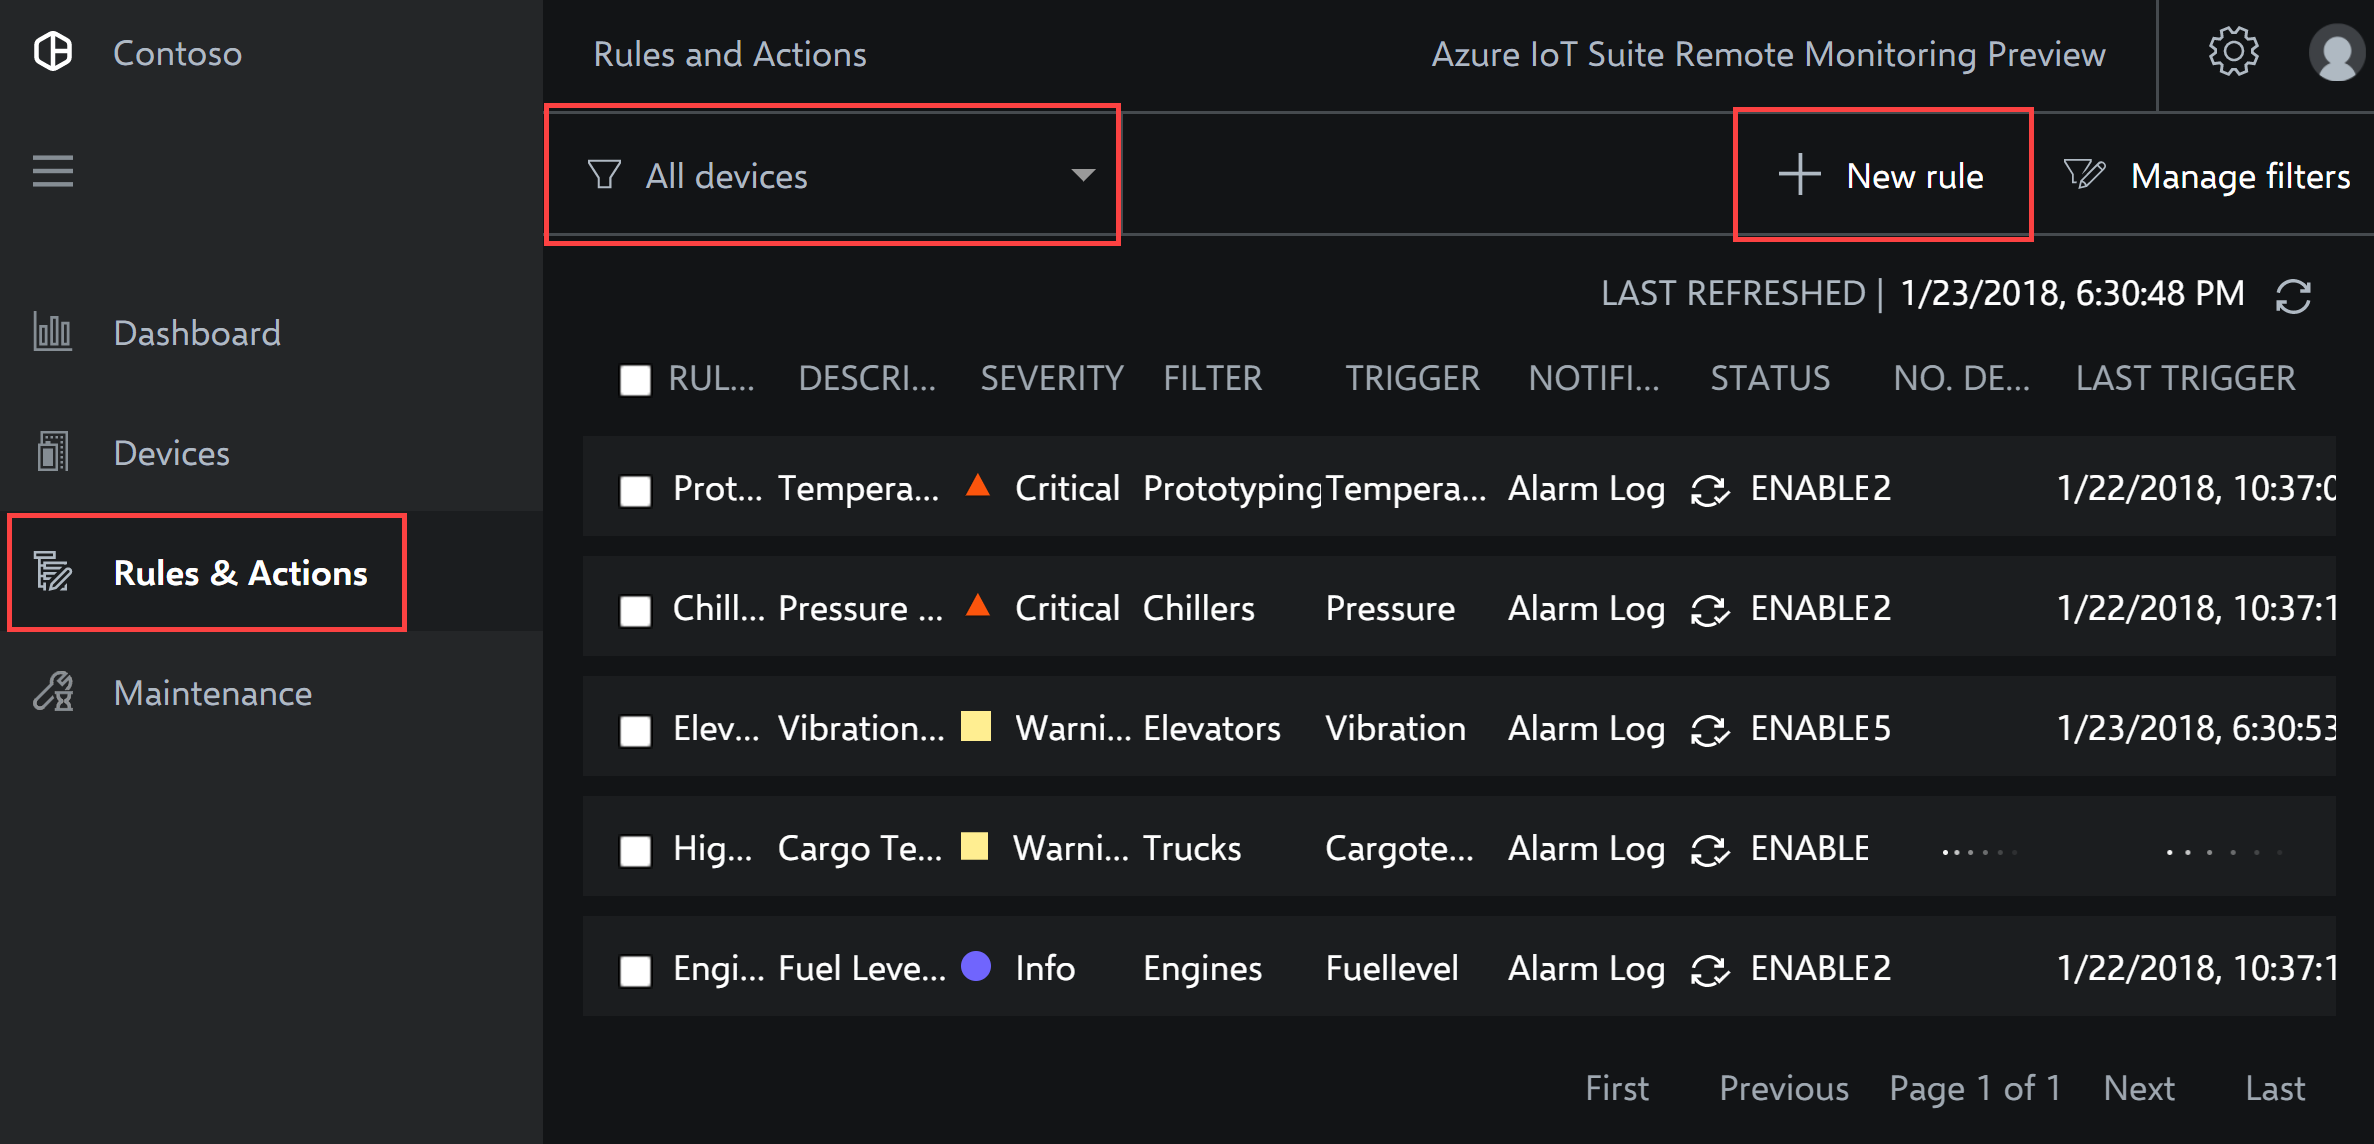 Contoso
Rules and Actions
Azure IoT Suite Remote Monitoring Preview
All devices
New rule
Manage filters
LAST REFRESHED | 1/23/2018, 6:30:48 PM
Dashboard
Devices
Rules & Actions
Maintenance
RUL... DESCRI... SEVERITY FILTER TRIGGER NOTIFI... STATUS NO. DE... LAST TRIGGER
Prot... Tempera... Critical Prototyping Tempera... Alarm Log ENABLE 2 1/22/2018, 10:37:0
Chill... Pressure ... Critical Chillers Pressure Alarm Log ENABLE 2 1/22/2018, 10:37:1
Elev... Vibration... Warni... Elevators Vibration Alarm Log ENABLE 5 1/23/2018, 6:30:53
Hig... Cargo Te... Warni... Trucks Cargote... Alarm Log ENABLE
Engi... Fuel Leve... Info Engines Fuellevel Alarm Log ENABLE 2 1/22/2018, 10:37:1
First Previous Page 1 of 1 Next Last